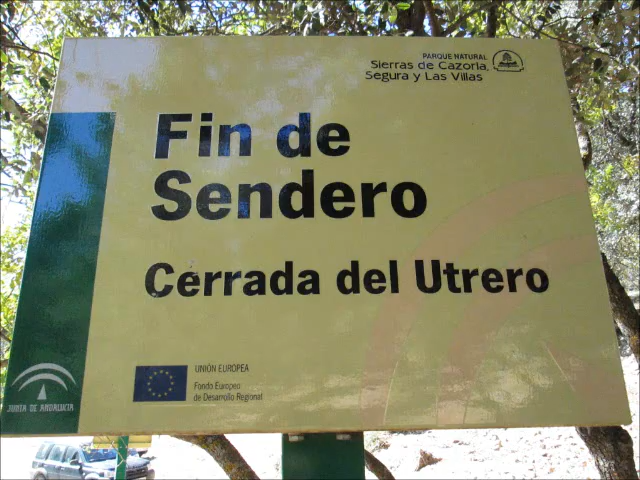 PARQUE NATURAL
Sierras de Cazorla,
Segura y Las Villas
Fin de
Sendero
Cerrada del Utrero
UNIÓN EUROPEA
Fondo Europeo
de Desarrollo Regional
JUNTA DE ANDALUCIA